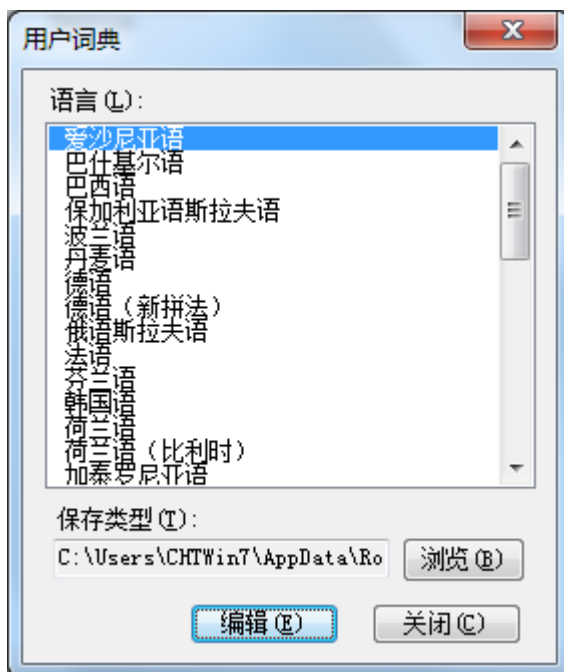 用户词典
语言(L):
爱沙尼亚语
巴什基尔语
巴西语
保加利亚语斯拉夫语
波兰语
丹麦语
德语
德语（新拼法）
俄语斯拉夫语
法语
芬兰语
韩国语
荷兰语
荷兰语（比利时）
加泰罗尼亚语
保存类型(T):
C:\Users\CHTWin7\AppData\Ro
浏览(B)
编辑(E)
关闭(C)